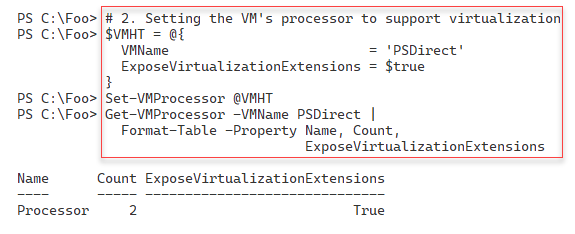 PS C:\Foo> # 2. Setting the VM's processor to support virtualization
PS C:\Foo> $VMHT = @{
VMName                         = 'PSDirect'
ExposeVirtualizationExtensions = $true
}
PS C:\Foo> Set-VMProcessor @VMHT
PS C:\Foo> Get-VMProcessor -VMName PSDirect |
Format-Table -Property Name, Count,
ExposeVirtualizationExtensions
Name      Count ExposeVirtualizationExtensions
----      ----- ------------------------------
Processor     2                           True